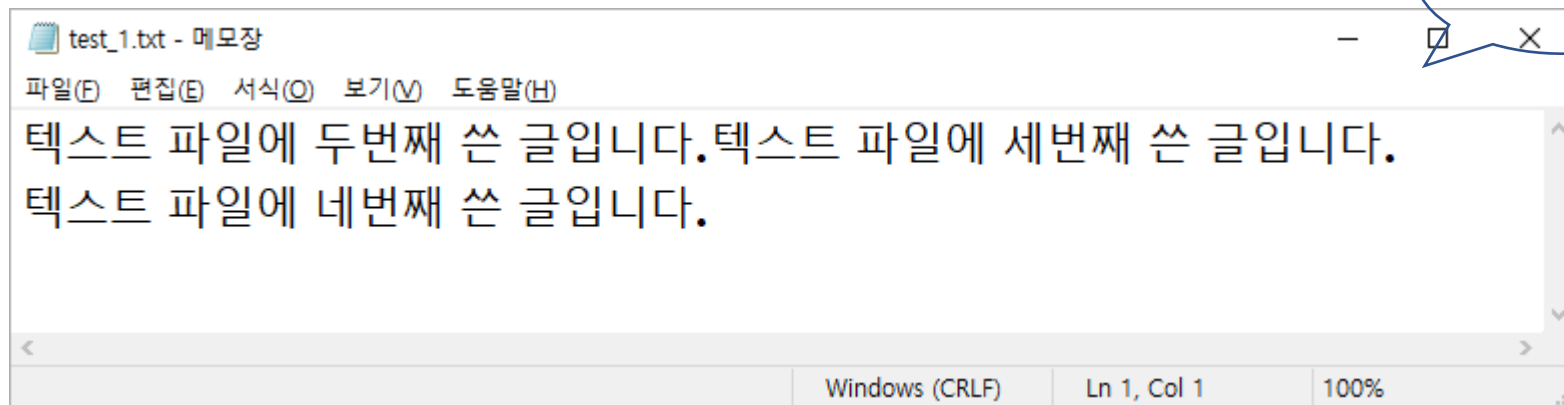 test_1.txt - 메모장
파일(F) 편집(E) 서식(O) 보기(V) 도움말(H)
텍스트 파일에 두번째 쓴 글입니다.텍스트 파일에 세번째 쓴 글입니다.
텍스트 파일에 네번째 쓴 글입니다.
Windows (CRLF) Ln 1, Col 1 100%